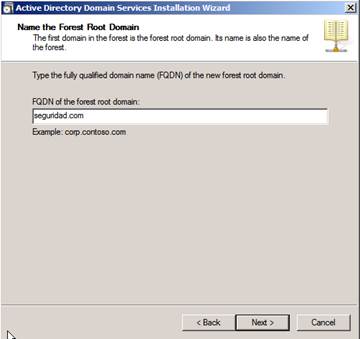 Active Directory Domain Services Installation Wizard
Name the Forest Root Domain
The first domain in the forest is the forest root domain. Its name is also the name of
the forest.
Type the fully qualified domain name (FQDN) of the new forest root domain.
FQDN of the forest root domain:
seguridad.com
Example: corp.contoso.com
< Back Next > Cancel